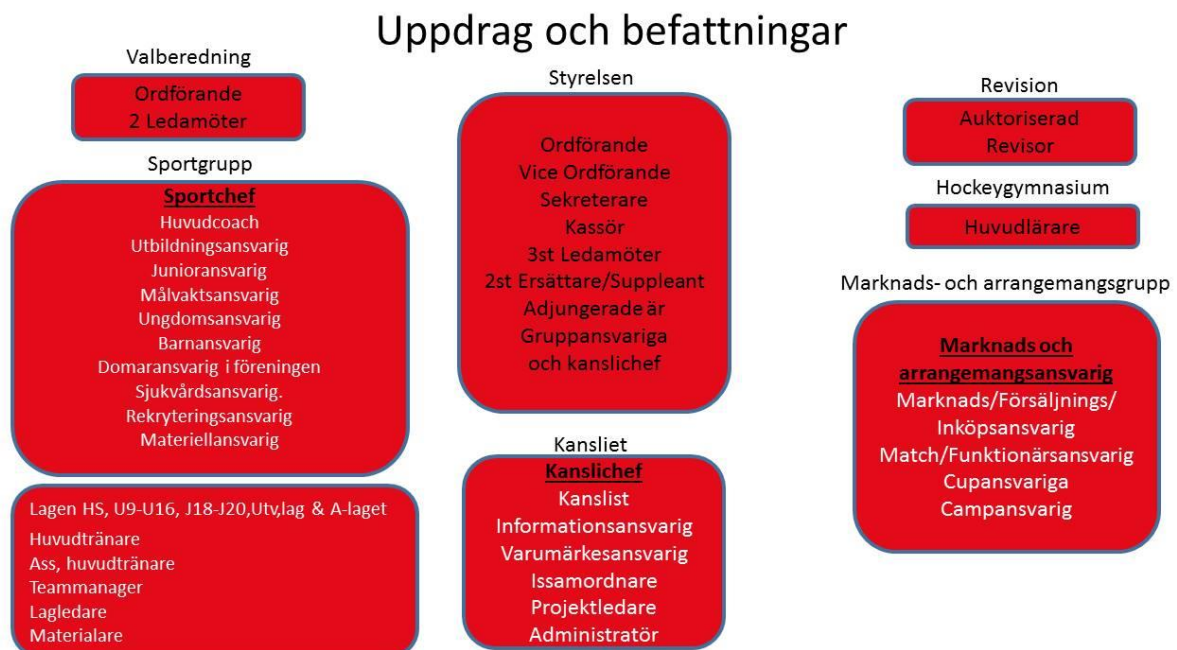 Uppdrag och befattningar
Valberedning
Ordförande
2 Ledamöter
Sportgrupp
Sportchef
Huvudcoach
Utbildningsansvarig
Junioransvarig
Målvaktsansvarig
Ungdomsansvarig
Barnansvarig
Domaransvarig i föreningen
Sjukvårdsansvarig.
Rekryteringsansvarig
Materiellansvarig
Lagen HS, U9-U16, J18-J20,Utv,lag & A-laget
Huvudtränare
Ass, huvudtränare
Teammanager
Lagledare
Materialare
Styrelsen
Ordförande
Vice Ordförande
Sekreterare
Kassör
3st Ledamöter
2st Ersättare/Suppleant
Adjungerade är
Gruppansvariga
och kanslichef
Kansliet
Kanslichef
Kanslist
Informationsansvarig
Varumärkesansvarig
Issamordnare
Projektledare
Administratör
Revision
Auktoriserad
Revisor
Hockeygymnasium
Huvudlärare
Marknads- och arrangemangsgrupp
Marknads och
arrangemangsansvarig
Marknads/Försäljnings/
Inköpsansvarig
Match/Funktionärsansvarig
Cupansvariga
Campansvarig